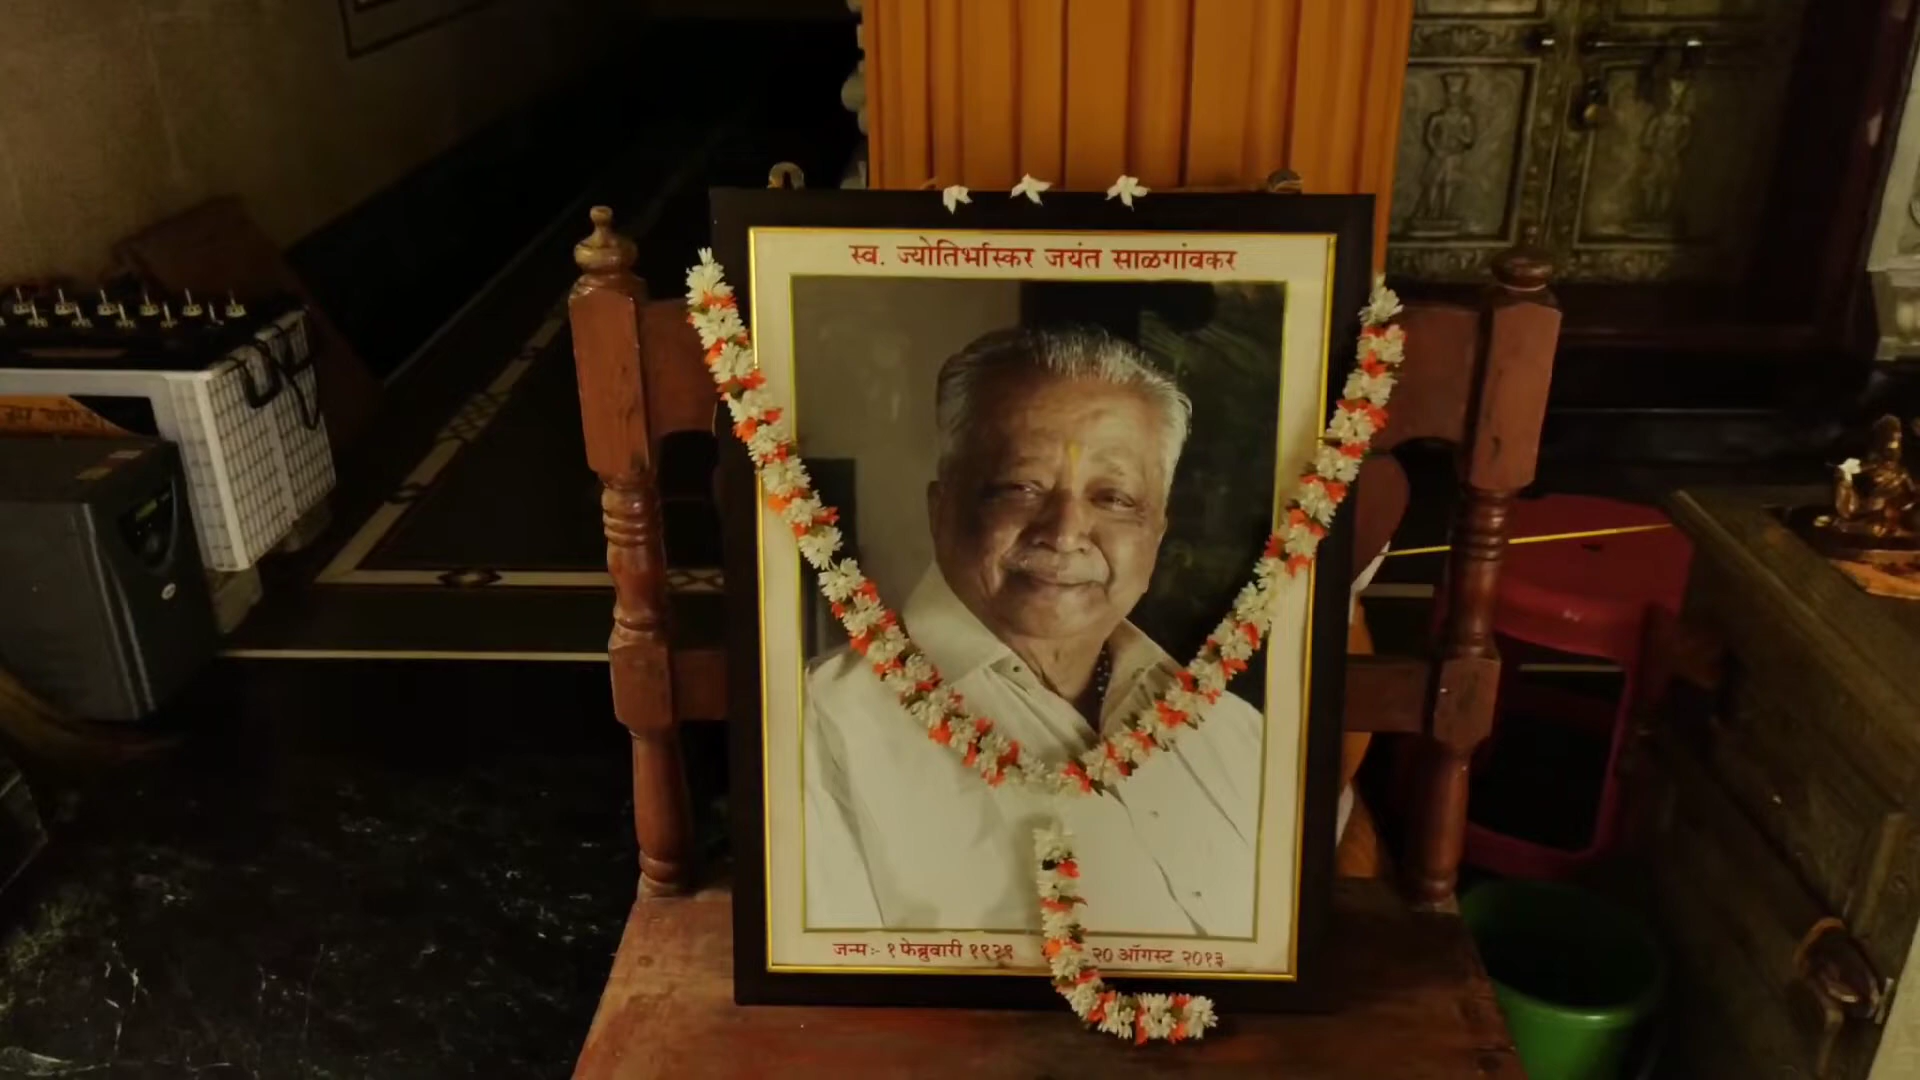 स्व. ज्योतिर्भास्कर जयंत साळगांवकर
जन्म:- १ फेब्रुवारी १९२९ २० ऑगस्ट २०१३